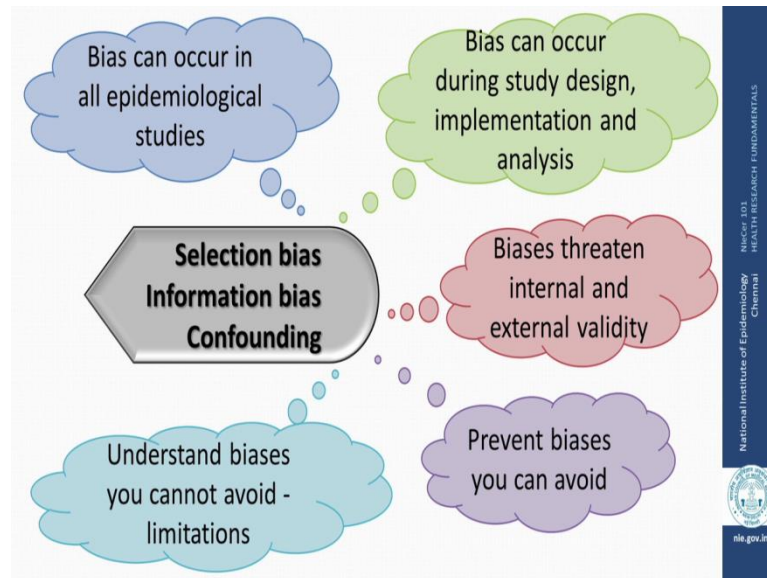 Bias can occur in
all epidemiological
studies
Bias can occur
during study design,
implementation and
analysis
Selection bias
Information bias
Confounding
Biases threaten
internal and
external validity
Understand biases
you cannot avoid -
limitations
Prevent biases
you can avoid
NIeCer 101
HEALTH RESEARCH FUNDAMENTALS
National Institute of Epidemiology
Chennai
nie.gov.in